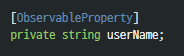 [ObservableProperty]
private string userName;